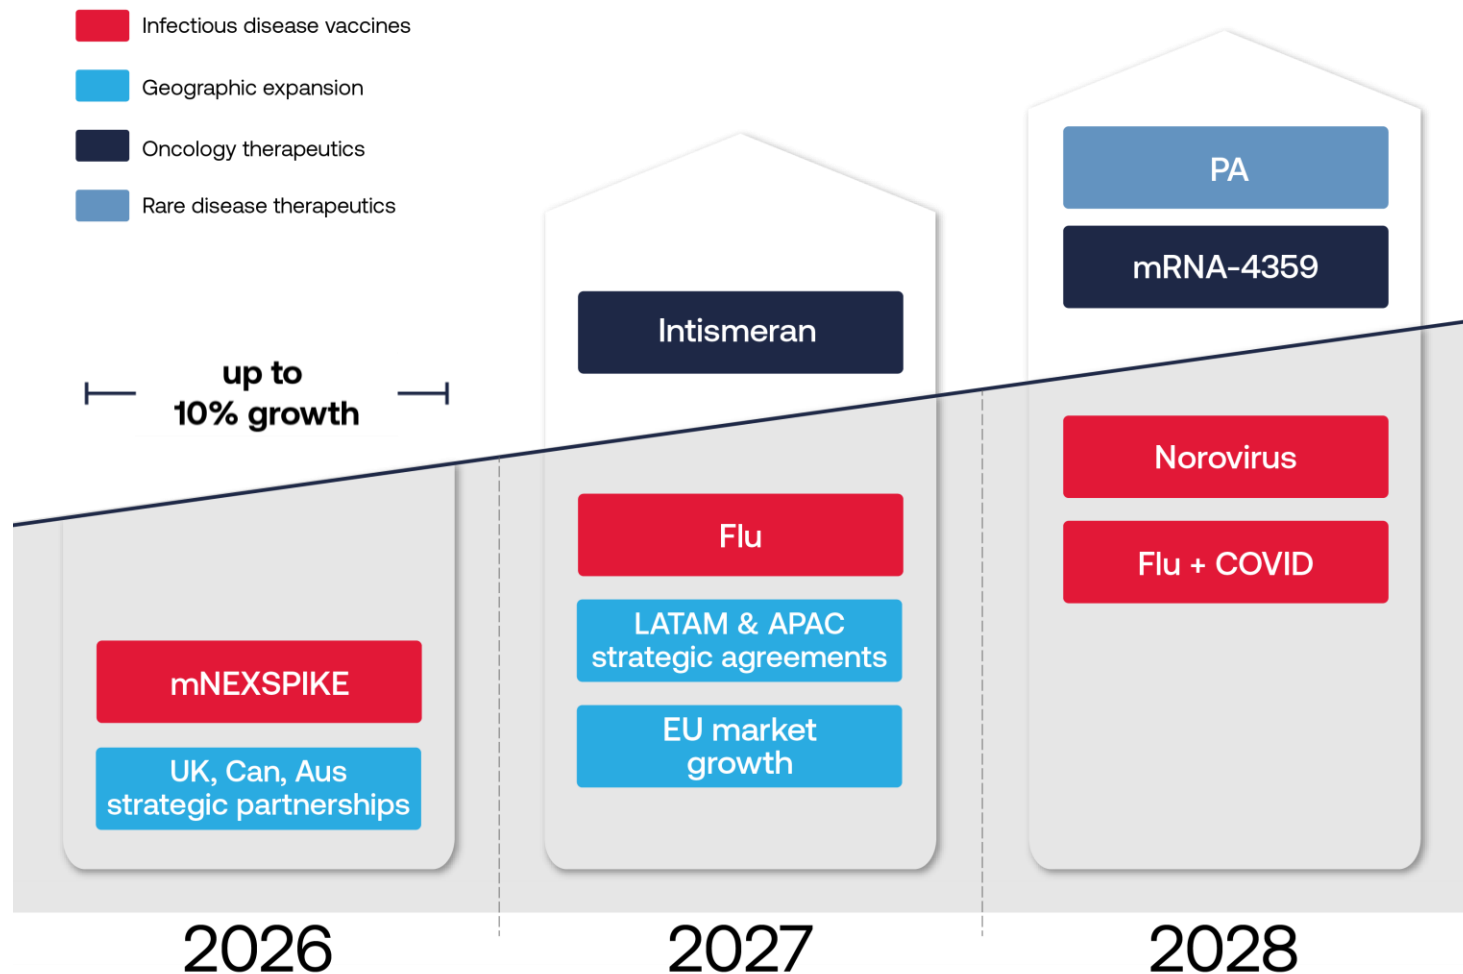 Infectious disease vaccines
Geographic expansion
Oncology therapeutics
Rare disease therapeutics
up to
10% growth
mNEXSPIKE
UK, Can, Aus
strategic partnerships
2026
Intismeran
Flu
LATAM & APAC
strategic agreements
EU market
growth
2027
PA
mRNA-4359
Norovirus
Flu + COVID
2028